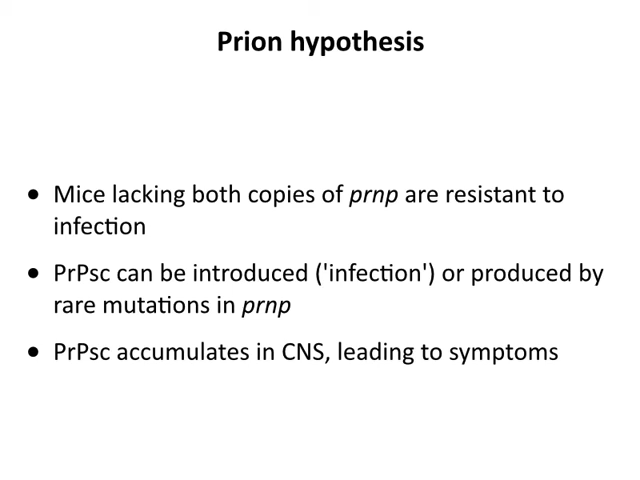 Prion hypothesis
• Mice lacking both copies of prnp are resistant to
infection
• PrPsc can be introduced ('infection') or produced by
rare mutations in prnp
• PrPsc accumulates in CNS, leading to symptoms